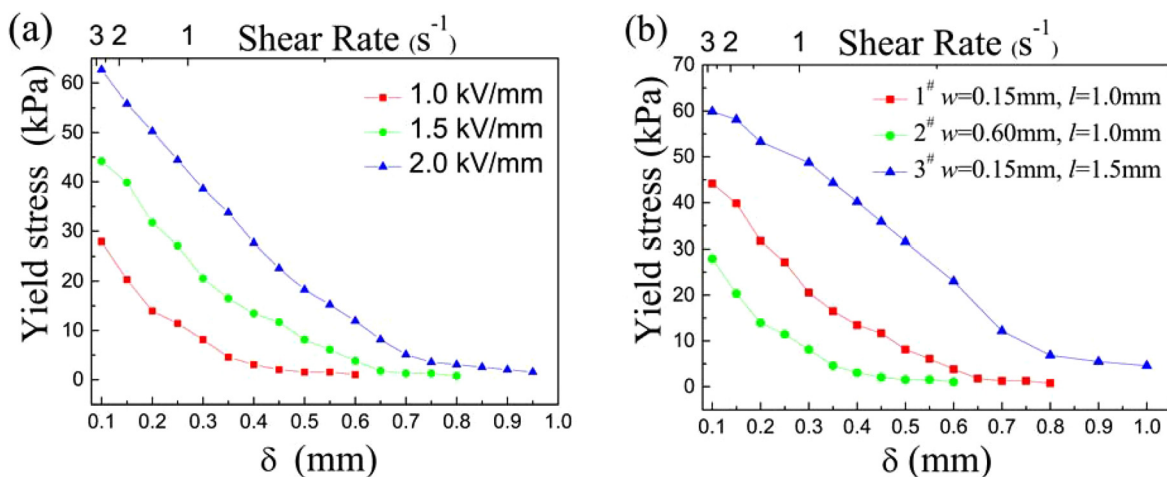 (a)
3 2 1 Shear Rate (s⁻¹)
Yield stress (kPa)
60
50
40
30
20
10
0
1.0 kV/mm
1.5 kV/mm
2.0 kV/mm
0.1 0.2 0.3 0.4 0.5 0.6 0.7 0.8 0.9 1.0
δ (mm)
(b)
3 2 1 Shear Rate (s⁻¹)
Yield stress (kPa)
70
60
50
40
30
20
10
0
1# w=0.15mm, l=1.0mm
2# w=0.60mm, l=1.0mm
3# w=0.15mm, l=1.5mm
0.1 0.2 0.3 0.4 0.5 0.6 0.7 0.8 0.9 1.0
δ (mm)